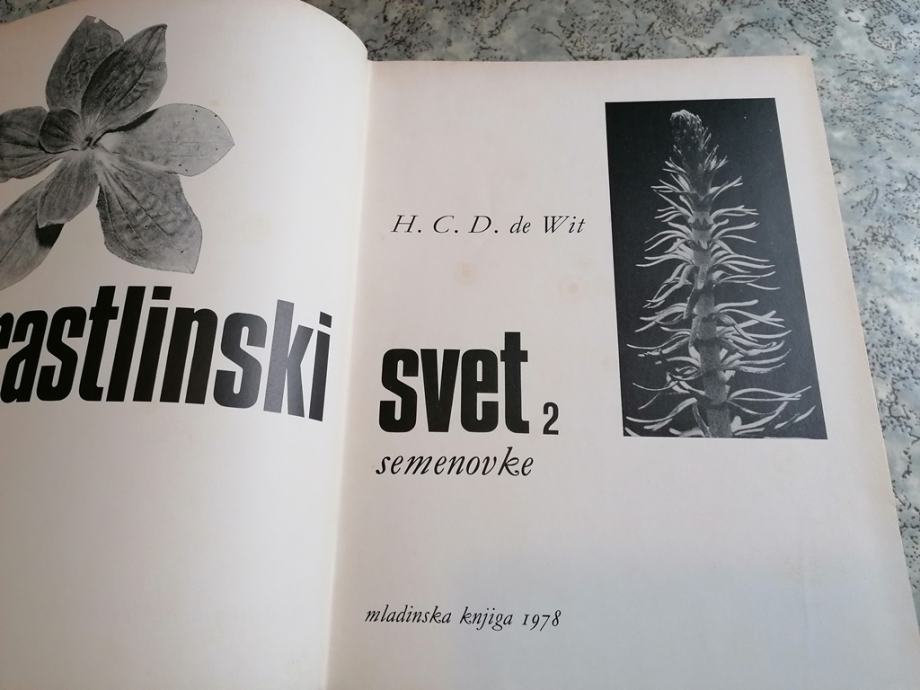 H. C. D. de Wit
rastlinski svet 2
semenovke
mladinska knjiga 1978